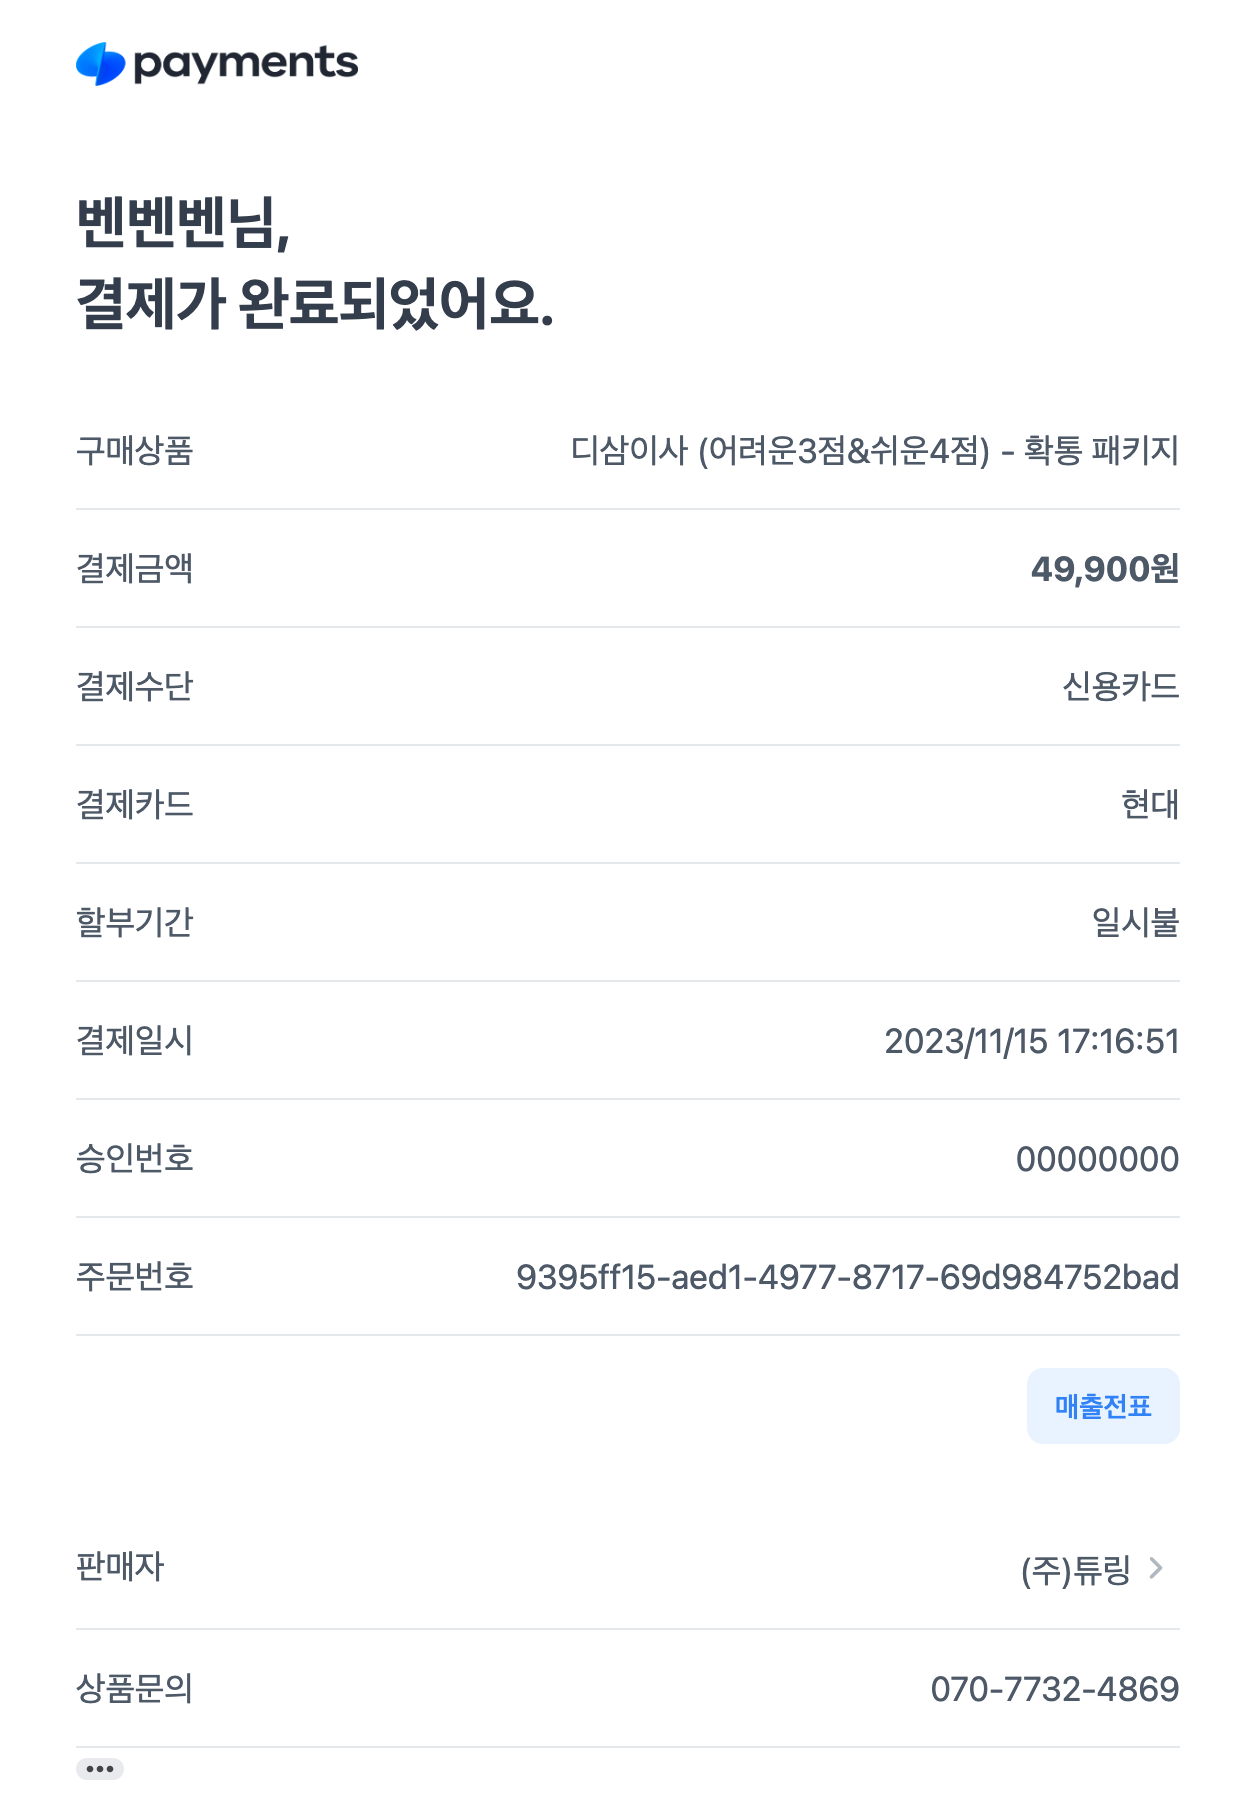 payments
벤벤벤님,
결제가 완료되었어요.
구매상품 디삼이사 (어려운3점&쉬운4점) - 확통 패키지
결제금액 49,900원
결제수단 신용카드
결제카드 현대
할부기간 일시불
결제일시 2023/11/15 17:16:51
승인번호 00000000
주문번호 9395ff15-aed1-4977-8717-69d984752bad
매출전표
판매자 (주)튜링
상품문의 070-7732-4869